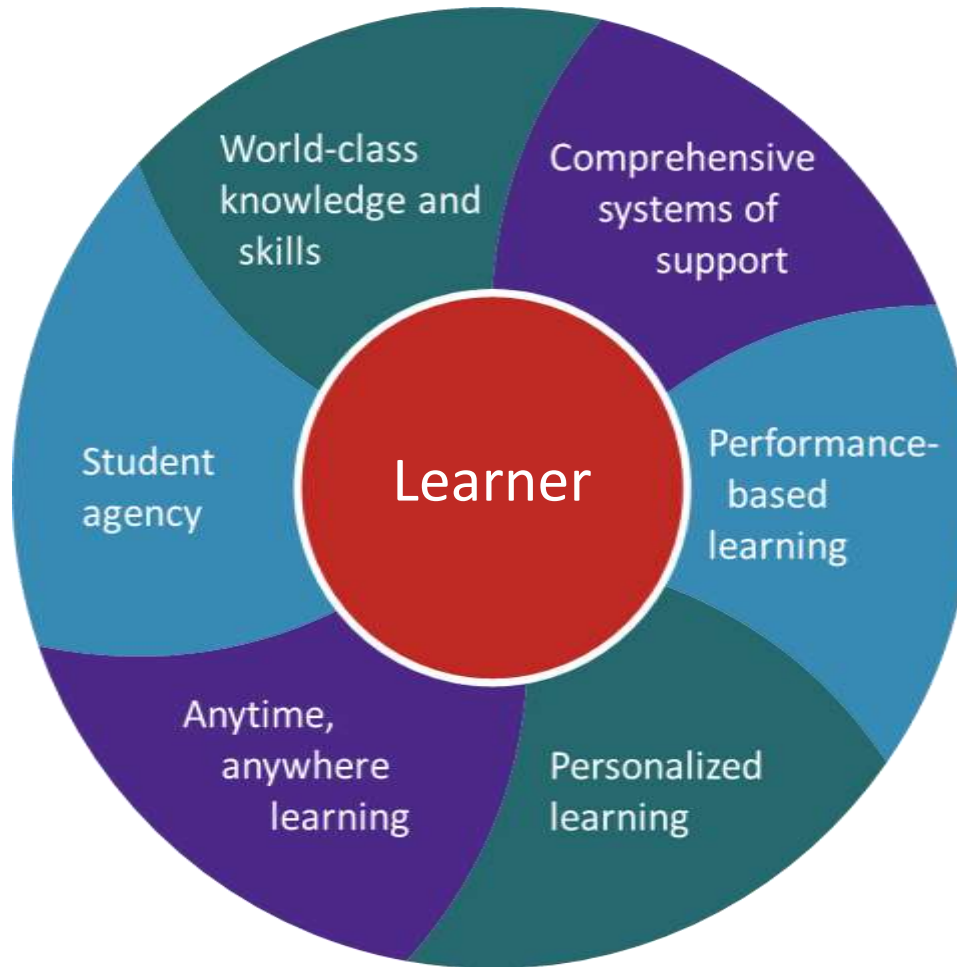 World-class
knowledge and
skills
Comprehensive
systems of
support
Student
agency
Learner
Performance-
based
learning
Anytime,
anywhere
learning
Personalized
learning